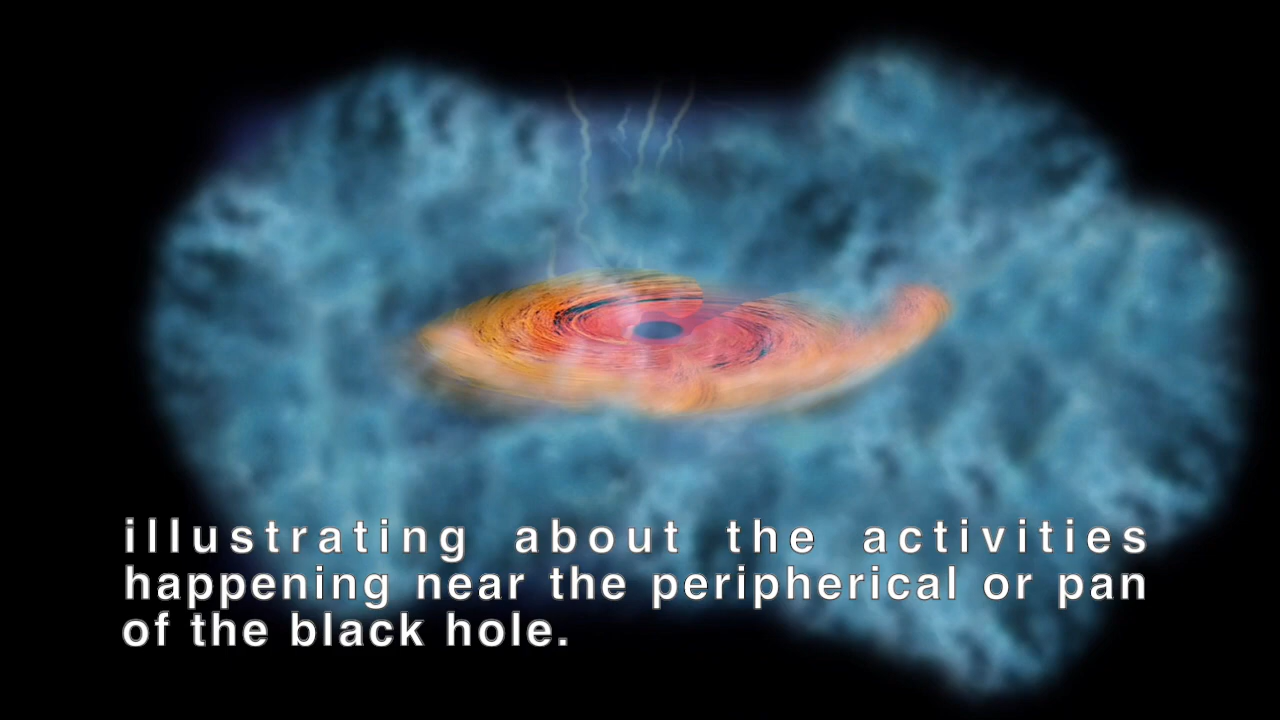 illustrating about the activities
happening near the peripherical or pan
of the black hole.